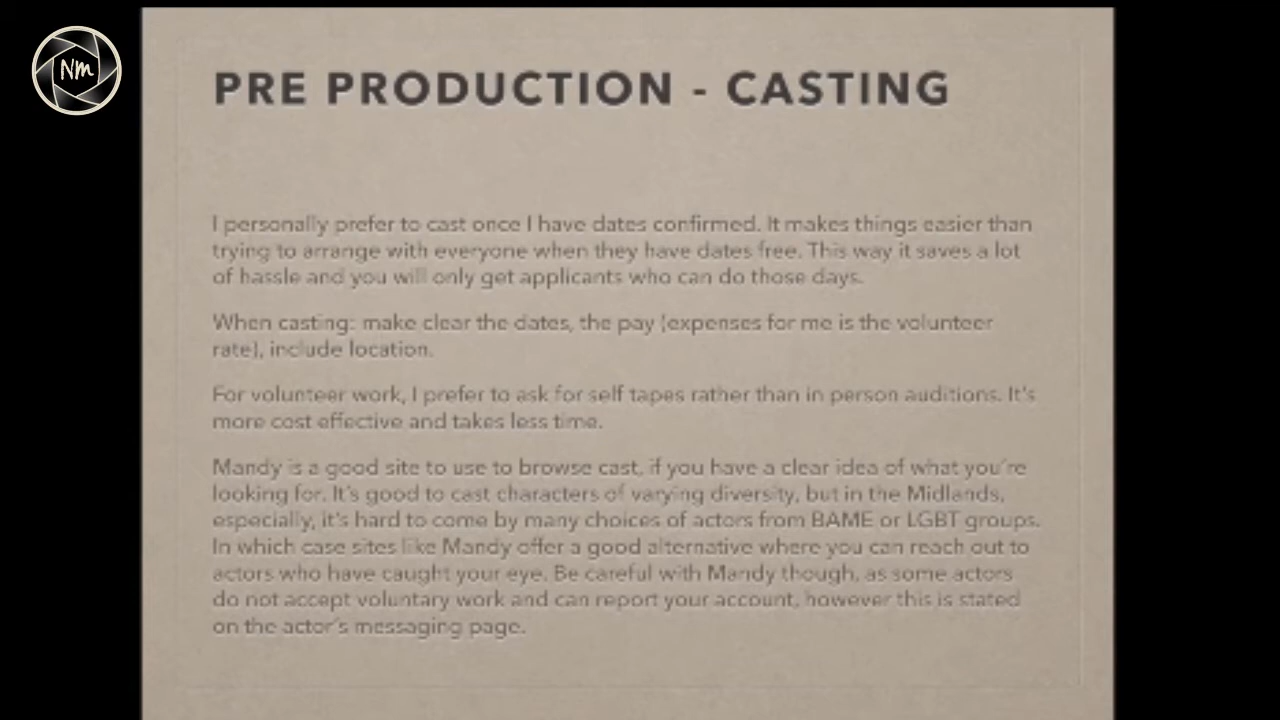 Nm
PRE PRODUCTION - CASTING
I personally prefer to cast once I have dates confirmed. It makes things easier than
trying to arrange with everyone when they have dates free. This way it saves a lot
of hassle and you will only get applicants who can do those days.
When casting: make clear the dates, the pay (expenses for me is the volunteer
rate), include location.
For volunteer work, I prefer to ask for self tapes rather than in person auditions. It's
more cost effective and takes less time.
Mandy is a good site to use to browse cast, if you have a clear idea of what you're
looking for. It's good to cast characters of varying diversity, but in the Midlands,
especially, it's hard to come by many choices of actors from BAME or LGBT groups.
In which case sites like Mandy offer a good alternative where you can reach out to
actors who have caught your eye. Be careful with Mandy though, as some actors
do not accept voluntary work and can report your account, however this is stated
on the actor's messaging page.